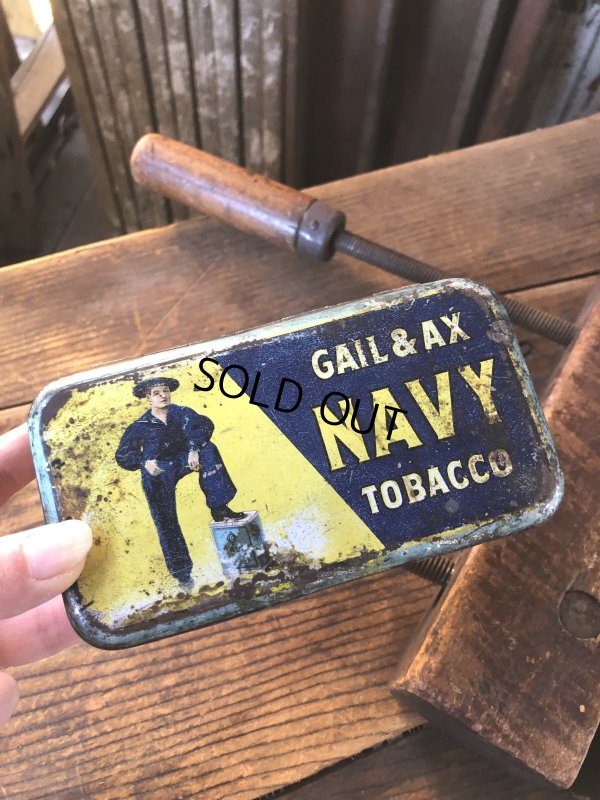 GAIL & AX
NAVY
TOBACCO
SOLD OUT